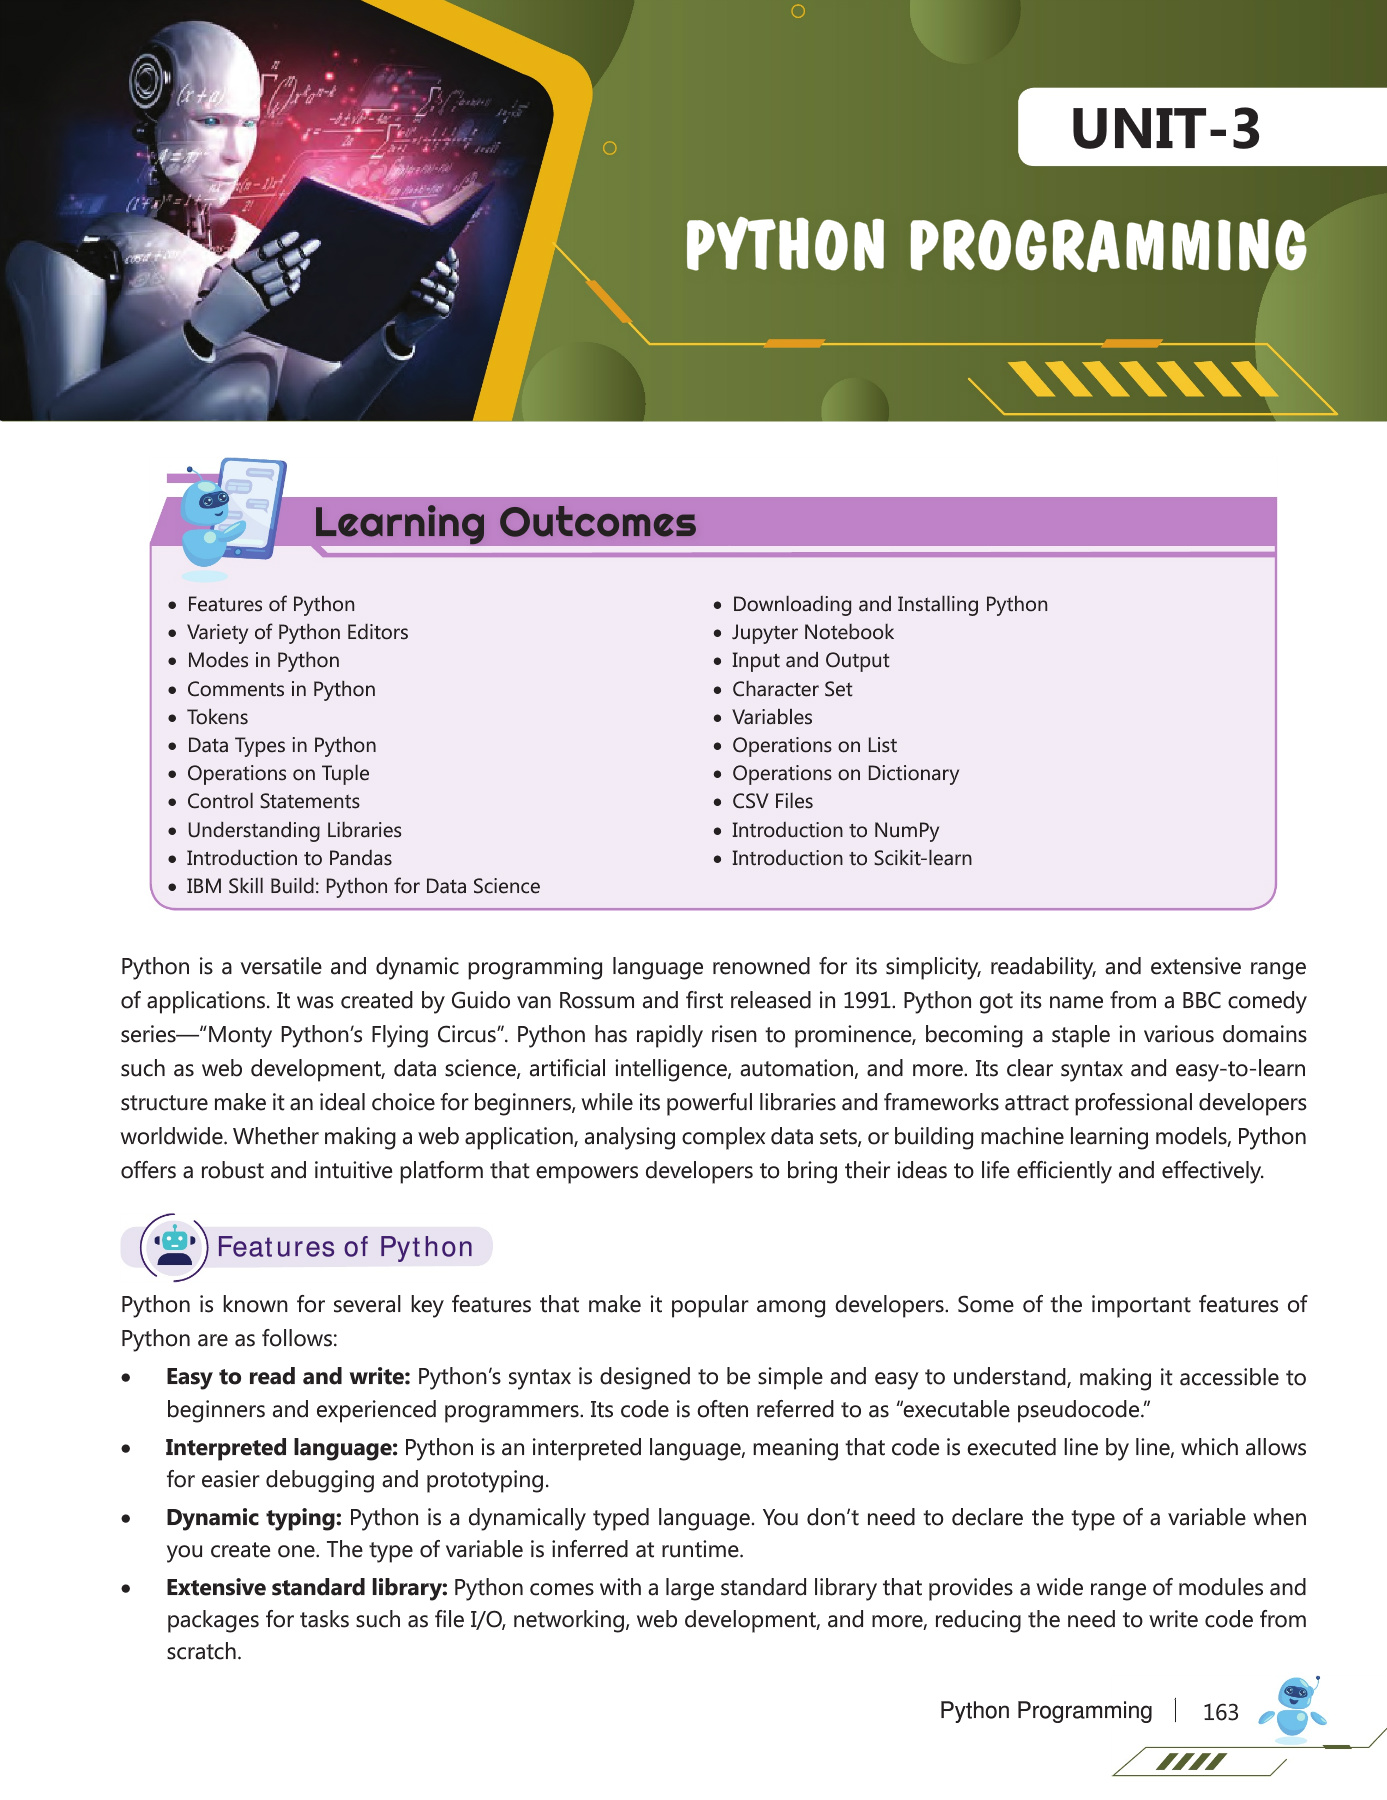 UNIT-3
PYTHON PROGRAMMING
Learning Outcomes
• Features of Python
• Variety of Python Editors
• Modes in Python
• Comments in Python
• Tokens
• Data Types in Python
• Operations on Tuple
• Control Statements
• Understanding Libraries
• Introduction to Pandas
• IBM Skill Build: Python for Data Science
• Downloading and Installing Python
• Jupyter Notebook
• Input and Output
• Character Set
• Variables
• Operations on List
• Operations on Dictionary
• CSV Files
• Introduction to NumPy
• Introduction to Scikit-learn
Python is a versatile and dynamic programming language renowned for its simplicity, readability, and extensive range
of applications. It was created by Guido van Rossum and first released in 1991. Python got its name from a BBC comedy
series—“Monty Python’s Flying Circus”. Python has rapidly risen to prominence, becoming a staple in various domains
such as web development, data science, artificial intelligence, automation, and more. Its clear syntax and easy-to-learn
structure make it an ideal choice for beginners, while its powerful libraries and frameworks attract professional developers
worldwide. Whether making a web application, analysing complex data sets, or building machine learning models, Python
offers a robust and intuitive platform that empowers developers to bring their ideas to life efficiently and effectively.
Features of Python
Python is known for several key features that make it popular among developers. Some of the important features of
Python are as follows:
• Easy to read and write: Python’s syntax is designed to be simple and easy to understand, making it accessible to
beginners and experienced programmers. Its code is often referred to as “executable pseudocode.”
• Interpreted language: Python is an interpreted language, meaning that code is executed line by line, which allows
for easier debugging and prototyping.
• Dynamic typing: Python is a dynamically typed language. You don’t need to declare the type of a variable when
you create one. The type of variable is inferred at runtime.
• Extensive standard library: Python comes with a large standard library that provides a wide range of modules and
packages for tasks such as file I/O, networking, web development, and more, reducing the need to write code from
scratch.
Python Programming | 163